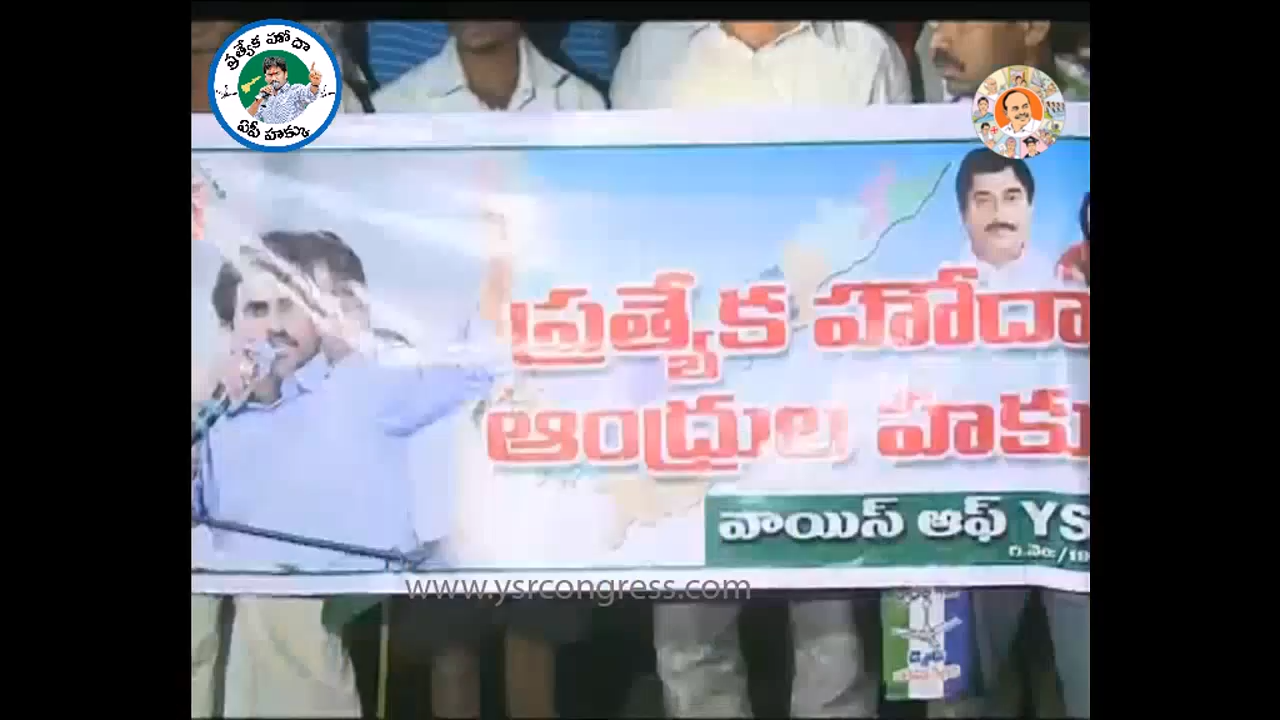 ప్రత్యేక హోదా
ఏపీ హక్కు
ప్రత్యేక హోదా
ఆంధ్రుల హక్కు
వాయిస్ ఆఫ్ YS
www.ysrcongress.com